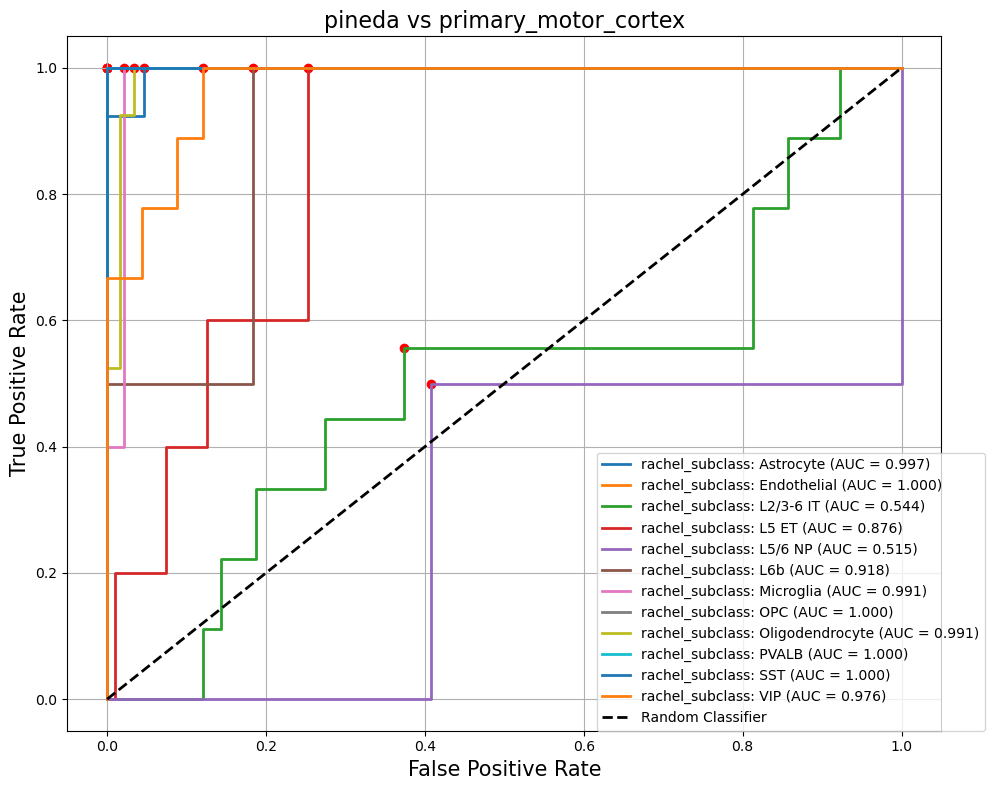 pineda vs primary_motor_cortex
True Positive Rate
1.0
0.8
0.6
0.4
0.2
0.0
rachel_subclass: Astrocyte (AUC = 0.997)
rachel_subclass: Endothelial (AUC = 1.000)
rachel_subclass: L2/3-6 IT (AUC = 0.544)
rachel_subclass: L5 ET (AUC = 0.876)
rachel_subclass: L5/6 NP (AUC = 0.515)
rachel_subclass: L6b (AUC = 0.918)
rachel_subclass: Microglia (AUC = 0.991)
rachel_subclass: OPC (AUC = 1.000)
rachel_subclass: Oligodendrocyte (AUC = 0.991)
rachel_subclass: PVALB (AUC = 1.000)
rachel_subclass: SST (AUC = 1.000)
rachel_subclass: VIP (AUC = 0.976)
Random Classifier
0.0 0.2 0.4 0.6 0.8 1.0
False Positive Rate